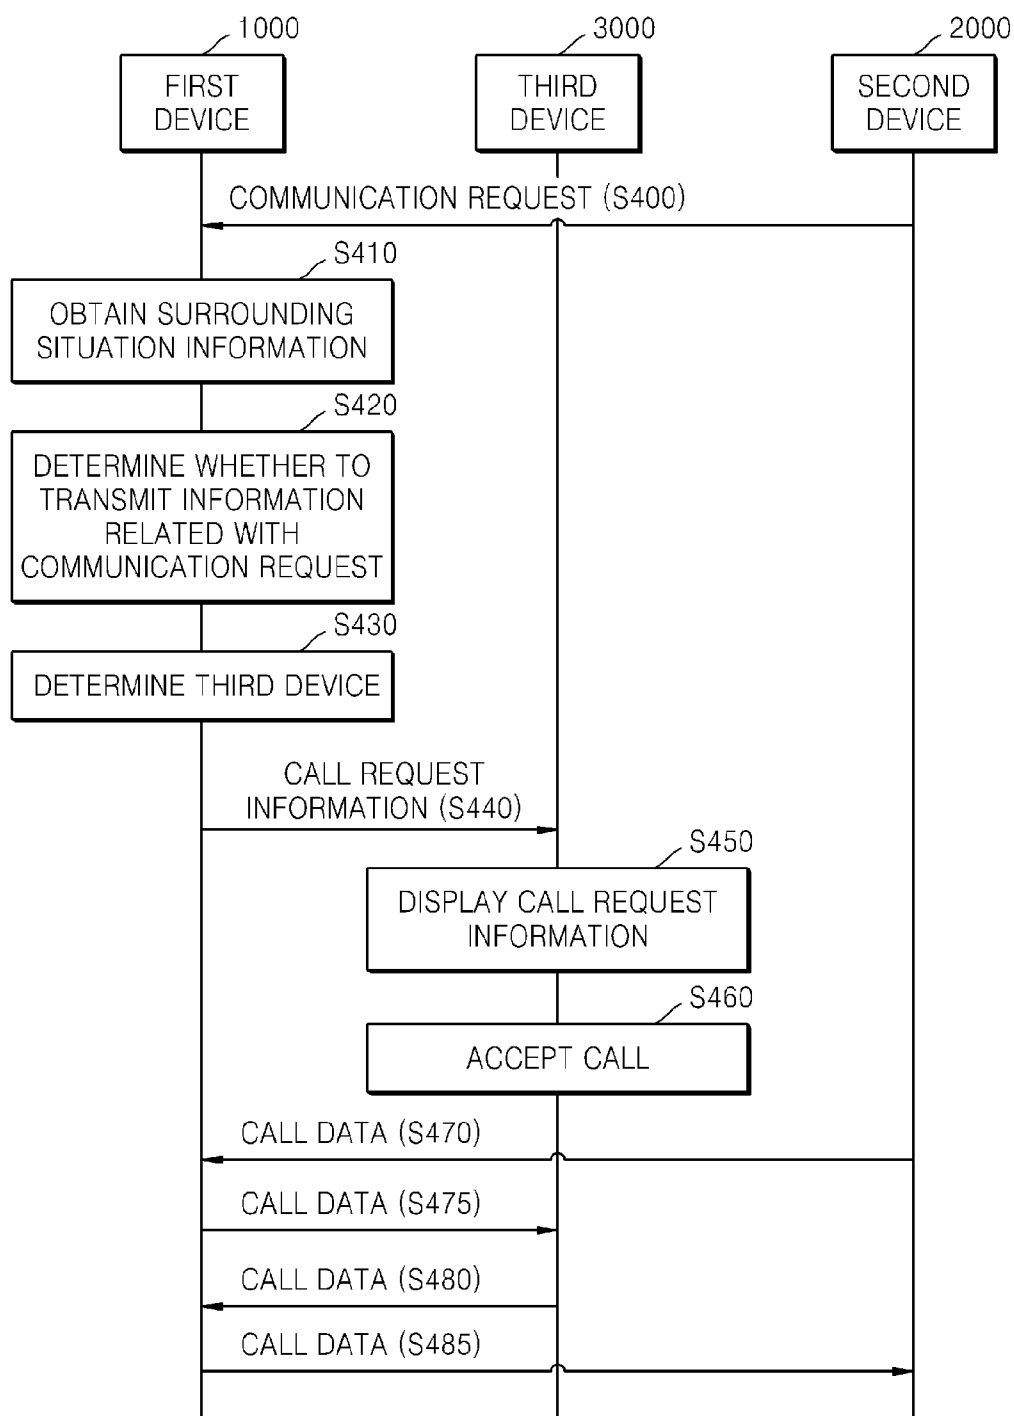 1000
3000
2000
FIRST
DEVICE
THIRD
DEVICE
SECOND
DEVICE
COMMUNICATION REQUEST (S400)
S410
OBTAIN SURROUNDING
SITUATION INFORMATION
S420
DETERMINE WHETHER TO
TRANSMIT INFORMATION
RELATED WITH
COMMUNICATION REQUEST
S430
DETERMINE THIRD DEVICE
CALL REQUEST
INFORMATION (S440)
S450
DISPLAY CALL REQUEST
INFORMATION
S460
ACCEPT CALL
CALL DATA (S470)
CALL DATA (S475)
CALL DATA (S480)
CALL DATA (S485)